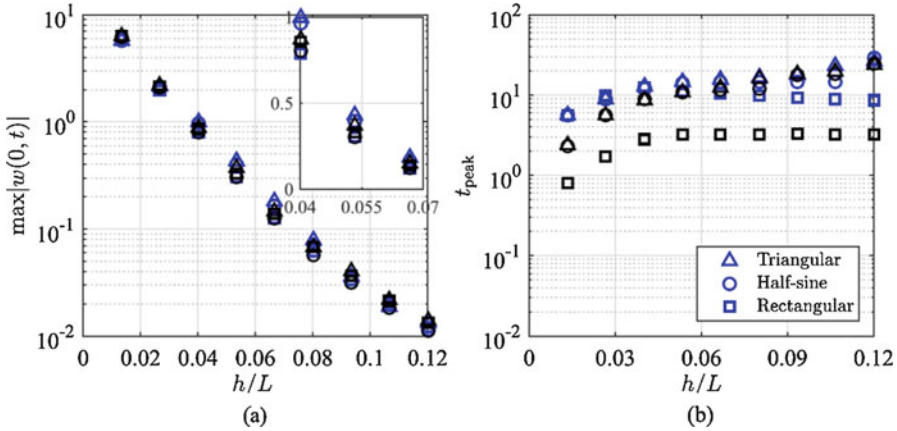 max|w(0, t)|
10^1
10^0
10^-1
10^-2
0 0.02 0.04 0.06 0.08 0.1 0.12
h/L
1
0.5
0
0.04 0.055 0.07
(a)
t_peak
10^2
10^1
10^0
10^-1
10^-2
0 0.03 0.06 0.09 0.12
h/L
Triangular
Half-sine
Rectangular
(b)